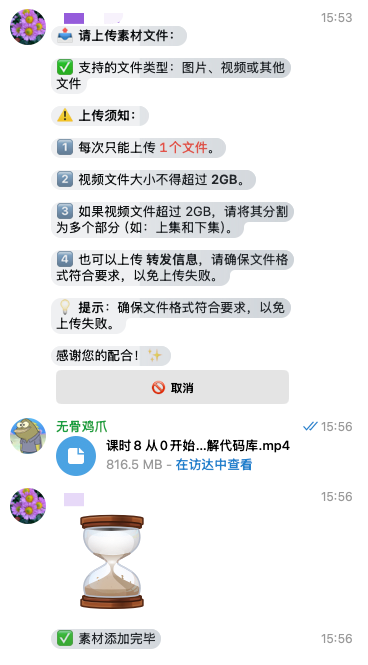 15:53
📤 请上传素材文件：
✅ 支持的文件类型：图片、视频或其他
文件
⚠️ 上传须知：
1️⃣ 每次只能上传 1个文件。
2️⃣ 视频文件大小不得超过 2GB。
3️⃣ 如果视频文件超过 2GB，请将其分割
为多个部分 (如：上集和下集)。
4️⃣ 也可以上传 转发信息，请确保文件格
式符合要求，以免上传失败。
💡 提示：确保文件格式符合要求，以免
上传失败。
感谢您的配合！✨
🚫 取消
无骨鸡爪 15:56
课时 8 从 0 开始...解代码库.mp4
816.5 MB - 在访达中查看
15:56
✅ 素材添加完毕 15:56